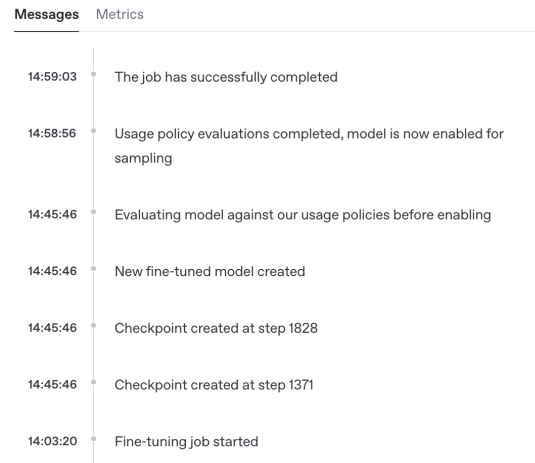 Messages Metrics
14:59:03 The job has successfully completed
14:58:56 Usage policy evaluations completed, model is now enabled for
sampling
14:45:46 Evaluating model against our usage policies before enabling
14:45:46 New fine-tuned model created
14:45:46 Checkpoint created at step 1828
14:45:46 Checkpoint created at step 1371
14:03:20 Fine-tuning job started